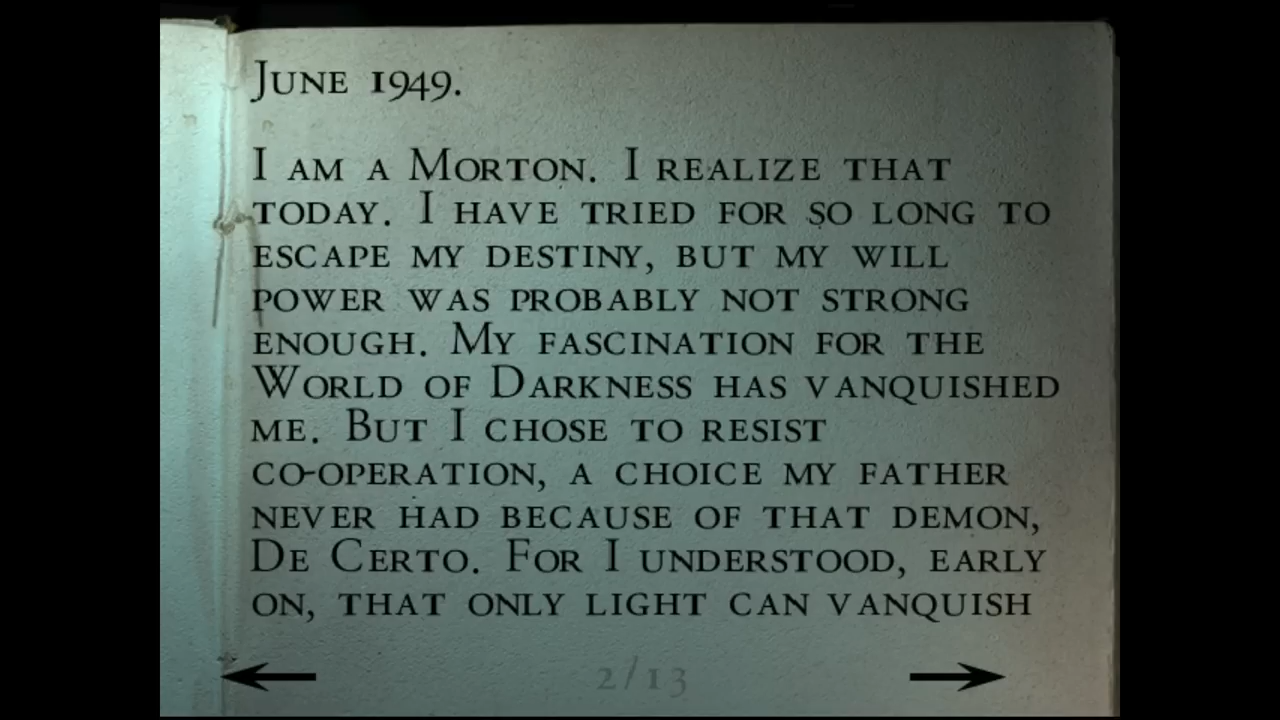 June 1949.
I am a Morton. I realize that
today. I have tried for so long to
escape my destiny, but my will
power was probably not strong
enough. My fascination for the
World of Darkness has vanquished
me. But I chose to resist
co-operation, a choice my father
never had because of that demon,
De Certo. For I understood, early
on, that only light can vanquish
2/13